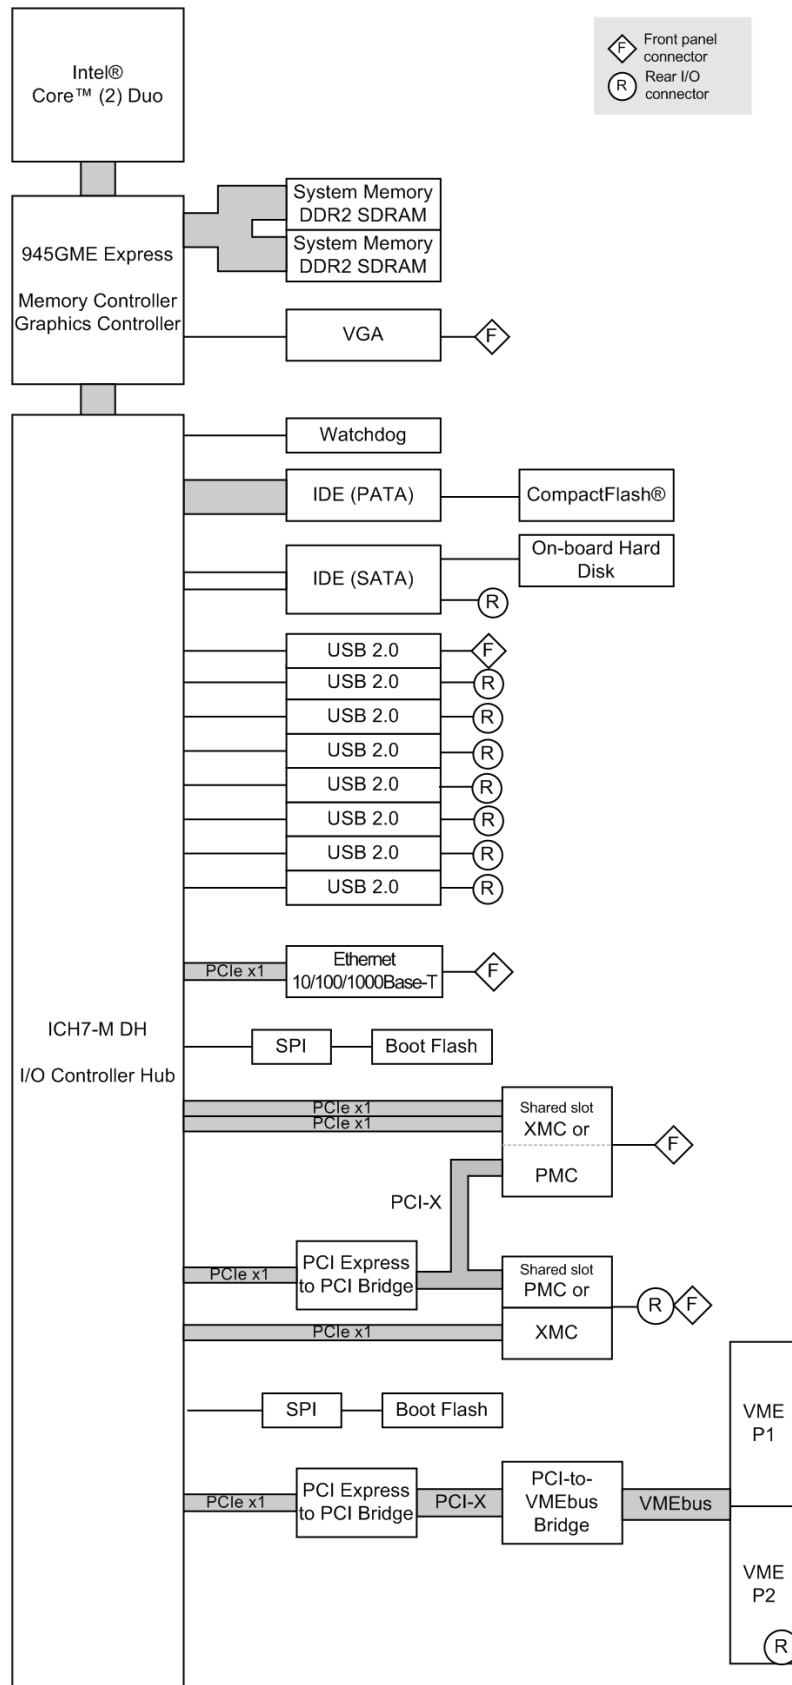 Intel®
Core™ (2) Duo
F
Front panel
connector
R
Rear I/O
connector
945GME Express
Memory Controller
Graphics Controller
System Memory
DDR2 SDRAM
System Memory
DDR2 SDRAM
VGA
F
Watchdog
IDE (PATA)
CompactFlash®
IDE (SATA)
On-board Hard
Disk
R
USB 2.0
F
USB 2.0
R
USB 2.0
R
USB 2.0
R
USB 2.0
R
USB 2.0
R
USB 2.0
R
USB 2.0
R
PCIe x1
Ethernet
10/100/1000Base-T
F
ICH7-M DH
I/O Controller Hub
SPI
Boot Flash
PCIe x1
PCIe x1
Shared slot
XMC or
PMC
F
PCI-X
PCIe x1
PCI Express
to PCI Bridge
Shared slot
PMC or
XMC
R
F
PCIe x1
SPI
Boot Flash
PCIe x1
PCI Express
to PCI Bridge
PCI-X
PCI-to-
VMEbus
Bridge
VMEbus
VME
P1
VME
P2
R